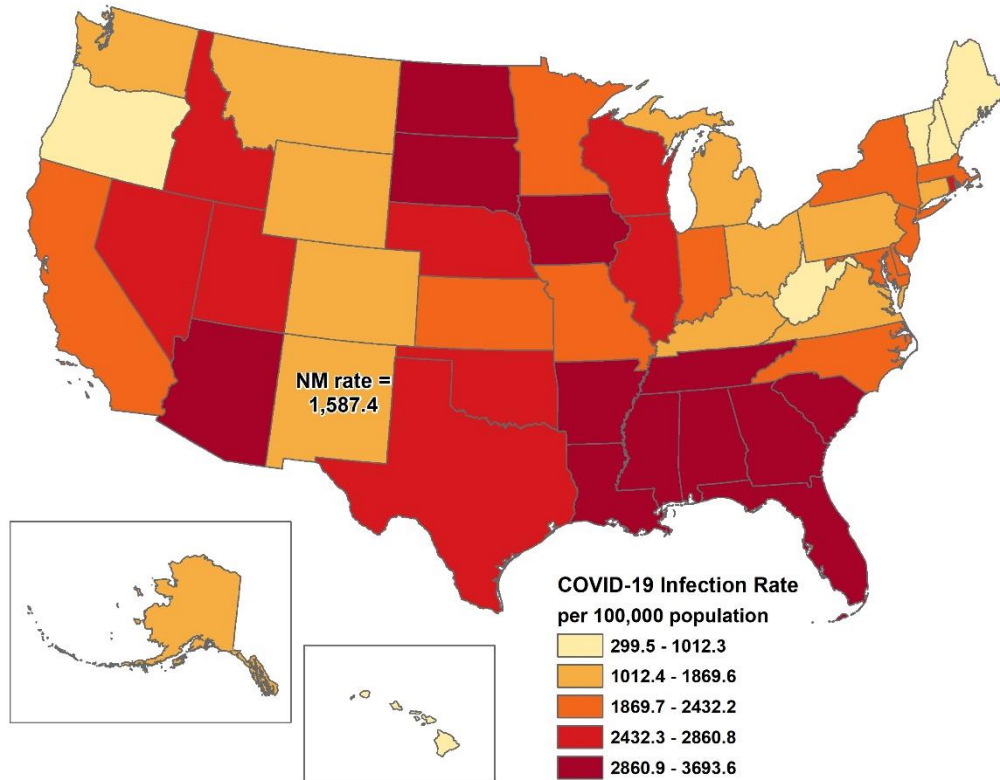 NM rate =
1,587.4
COVID-19 Infection Rate
per 100,000 population
299.5 - 1012.3
1012.4 - 1869.6
1869.7 - 2432.2
2432.3 - 2860.8
2860.9 - 3693.6